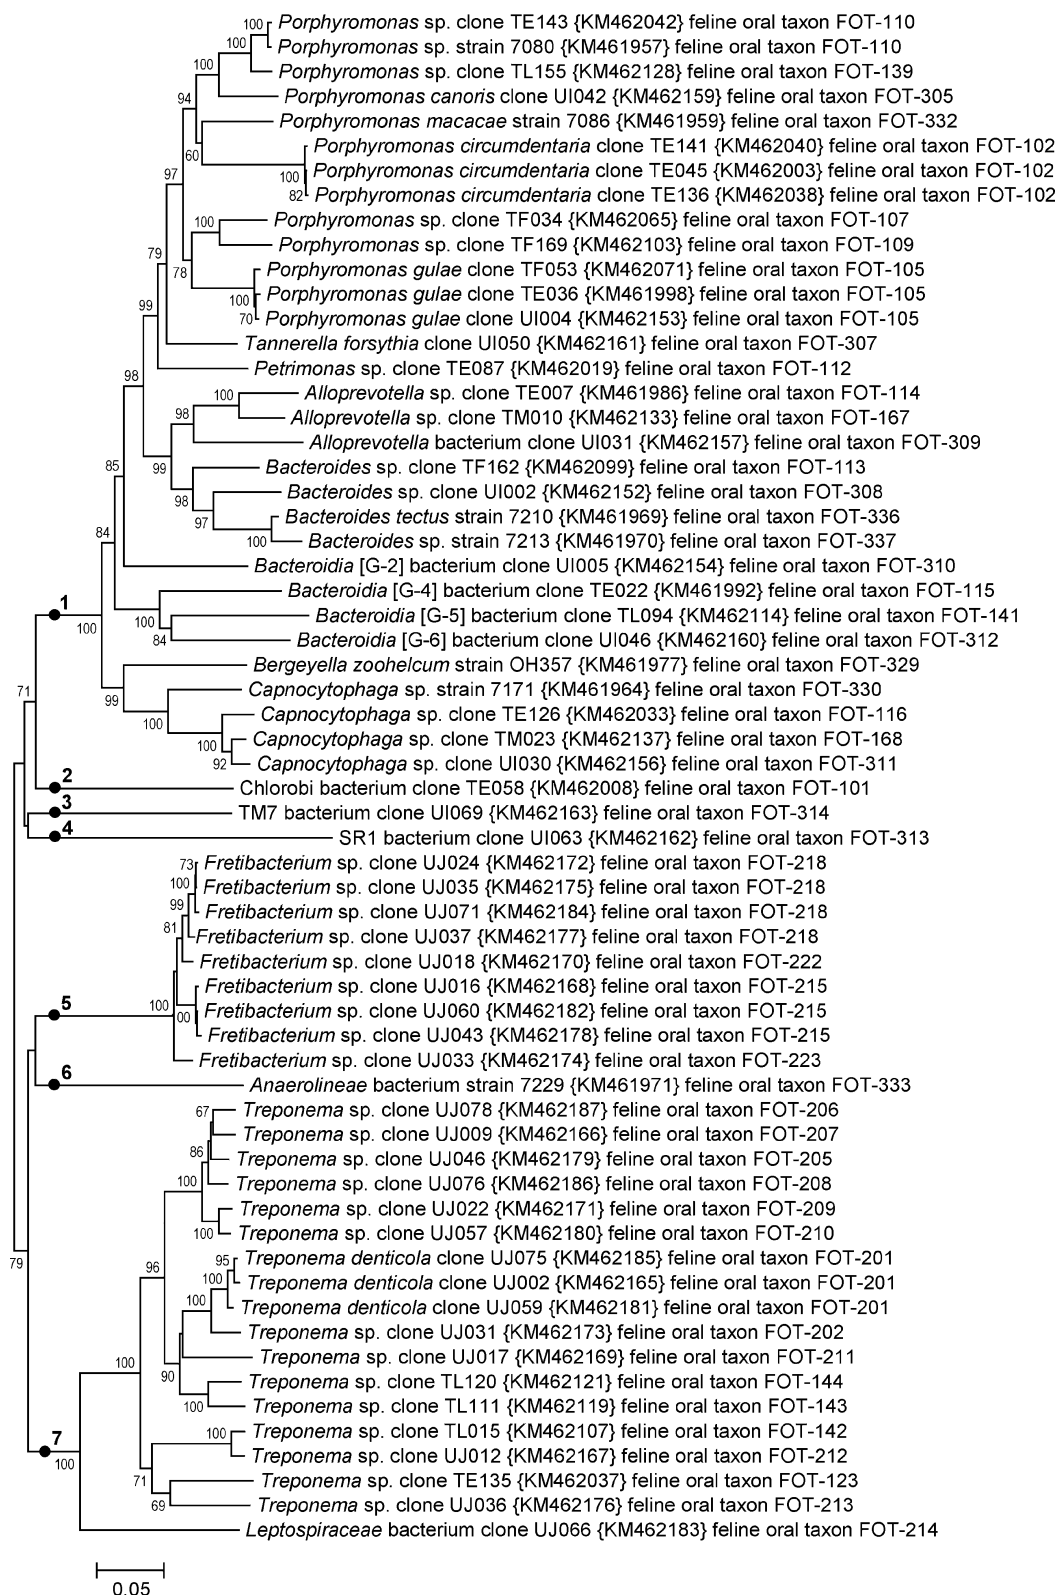 100 Porphyromonas sp. clone TE143 {KM462042} feline oral taxon FOT-110
100 Porphyromonas sp. strain 7080 {KM461957} feline oral taxon FOT-110
100 Porphyromonas sp. clone TL155 {KM462128} feline oral taxon FOT-139
94 Porphyromonas canoris clone UI042 {KM462159} feline oral taxon FOT-305
Porphyromonas macacae strain 7086 {KM461959} feline oral taxon FOT-332
60 Porphyromonas circumdentaria clone TE141 {KM462040} feline oral taxon FOT-102
97 100 Porphyromonas circumdentaria clone TE045 {KM462003} feline oral taxon FOT-102
82 Porphyromonas circumdentaria clone TE136 {KM462038} feline oral taxon FOT-102
100 Porphyromonas sp. clone TF034 {KM462065} feline oral taxon FOT-107
79 Porphyromonas sp. clone TF169 {KM462103} feline oral taxon FOT-109
78 Porphyromonas gulae clone TF053 {KM462071} feline oral taxon FOT-105
99 100 Porphyromonas gulae clone TE036 {KM461998} feline oral taxon FOT-105
70 Porphyromonas gulae clone UI004 {KM462153} feline oral taxon FOT-105
Tannerella forsythia clone UI050 {KM462161} feline oral taxon FOT-307
98 Petrimonas sp. clone TE087 {KM462019} feline oral taxon FOT-112
100 Alloprevotella sp. clone TE007 {KM461986} feline oral taxon FOT-114
98 Alloprevotella sp. clone TM010 {KM462133} feline oral taxon FOT-167
Alloprevotella bacterium clone UI031 {KM462157} feline oral taxon FOT-309
85 99 Bacteroides sp. clone TF162 {KM462099} feline oral taxon FOT-113
98 Bacteroides sp. clone UI002 {KM462152} feline oral taxon FOT-308
97 Bacteroides tectus strain 7210 {KM461969} feline oral taxon FOT-336
84 100 Bacteroides sp. strain 7213 {KM461970} feline oral taxon FOT-337
Bacteroidia [G-2] bacterium clone UI005 {KM462154} feline oral taxon FOT-310
Bacteroidia [G-4] bacterium clone TE022 {KM461992} feline oral taxon FOT-115
1 100 100 Bacteroidia [G-5] bacterium clone TL094 {KM462114} feline oral taxon FOT-141
84 Bacteroidia [G-6] bacterium clone UI046 {KM462160} feline oral taxon FOT-312
Bergeyella zoohelcum strain OH357 {KM461977} feline oral taxon FOT-329
71 99 Capnocytophaga sp. strain 7171 {KM461964} feline oral taxon FOT-330
100 Capnocytophaga sp. clone TE126 {KM462033} feline oral taxon FOT-116
100 Capnocytophaga sp. clone TM023 {KM462137} feline oral taxon FOT-168
92 Capnocytophaga sp. clone UI030 {KM462156} feline oral taxon FOT-311
2 Chlorobi bacterium clone TE058 {KM462008} feline oral taxon FOT-101
3 TM7 bacterium clone UI069 {KM462163} feline oral taxon FOT-314
4 SR1 bacterium clone UI063 {KM462162} feline oral taxon FOT-313
73 Fretibacterium sp. clone UJ024 {KM462172} feline oral taxon FOT-218
100 Fretibacterium sp. clone UJ035 {KM462175} feline oral taxon FOT-218
99 Fretibacterium sp. clone UJ071 {KM462184} feline oral taxon FOT-218
81 Fretibacterium sp. clone UJ037 {KM462177} feline oral taxon FOT-218
Fretibacterium sp. clone UJ018 {KM462170} feline oral taxon FOT-222
Fretibacterium sp. clone UJ016 {KM462168} feline oral taxon FOT-215
5 100 00 Fretibacterium sp. clone UJ060 {KM462182} feline oral taxon FOT-215
Fretibacterium sp. clone UJ043 {KM462178} feline oral taxon FOT-215
Fretibacterium sp. clone UJ033 {KM462174} feline oral taxon FOT-223
6 Anaerolineae bacterium strain 7229 {KM461971} feline oral taxon FOT-333
67 Treponema sp. clone UJ078 {KM462187} feline oral taxon FOT-206
Treponema sp. clone UJ009 {KM462166} feline oral taxon FOT-207
86 Treponema sp. clone UJ046 {KM462179} feline oral taxon FOT-205
100 Treponema sp. clone UJ076 {KM462186} feline oral taxon FOT-208
Treponema sp. clone UJ022 {KM462171} feline oral taxon FOT-209
100 Treponema sp. clone UJ057 {KM462180} feline oral taxon FOT-210
79 96 95 Treponema denticola clone UJ075 {KM462185} feline oral taxon FOT-201
100 Treponema denticola clone UJ002 {KM462165} feline oral taxon FOT-201
100 Treponema denticola clone UJ059 {KM462181} feline oral taxon FOT-201
Treponema sp. clone UJ031 {KM462173} feline oral taxon FOT-202
100 Treponema sp. clone UJ017 {KM462169} feline oral taxon FOT-211
90 Treponema sp. clone TL120 {KM462121} feline oral taxon FOT-144
100 Treponema sp. clone TL111 {KM462119} feline oral taxon FOT-143
7 100 100 Treponema sp. clone TL015 {KM462107} feline oral taxon FOT-142
Treponema sp. clone UJ012 {KM462167} feline oral taxon FOT-212
71 Treponema sp. clone TE135 {KM462037} feline oral taxon FOT-123
69 Treponema sp. clone UJ036 {KM462176} feline oral taxon FOT-213
Leptospiraceae bacterium clone UJ066 {KM462183} feline oral taxon FOT-214
0.05